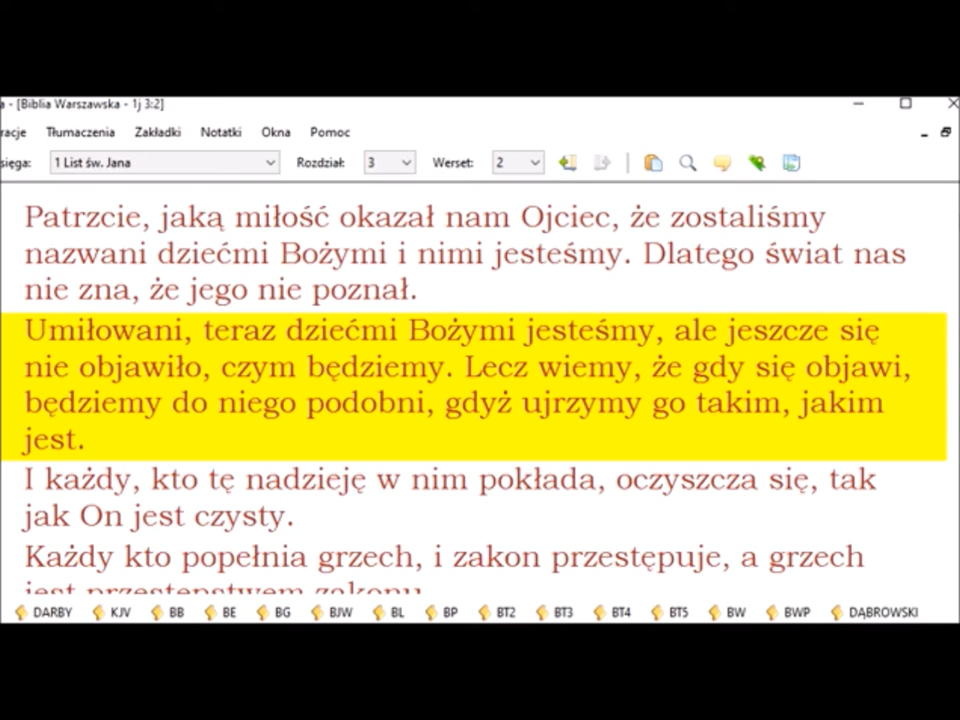 a - [Biblia Warszawska - 1j 3:2]
racje Tłumaczenia Zakładki Notatki Okna Pomoc
sięga: 1 List św. Jana Rozdział: 3 Werset: 2
Patrzcie, jaką miłość okazał nam Ojciec, że zostaliśmy
nazwani dziećmi Bożymi i nimi jesteśmy. Dlatego świat nas
nie zna, że jego nie poznał.
Umiłowani, teraz dziećmi Bożymi jesteśmy, ale jeszcze się
nie objawiło, czym będziemy. Lecz wiemy, że gdy się objawi,
będziemy do niego podobni, gdyż ujrzymy go takim, jakim
jest.
I każdy, kto tę nadzieję w nim pokłada, oczyszcza się, tak
jak On jest czysty.
Każdy kto popełnia grzech, i zakon przestępuje, a grzech
jest przestępstwem zakonu
DARBY KJV BB BE BG BJW BL BP BT2 BT3 BT4 BT5 BW BWP DĄBROWSKI